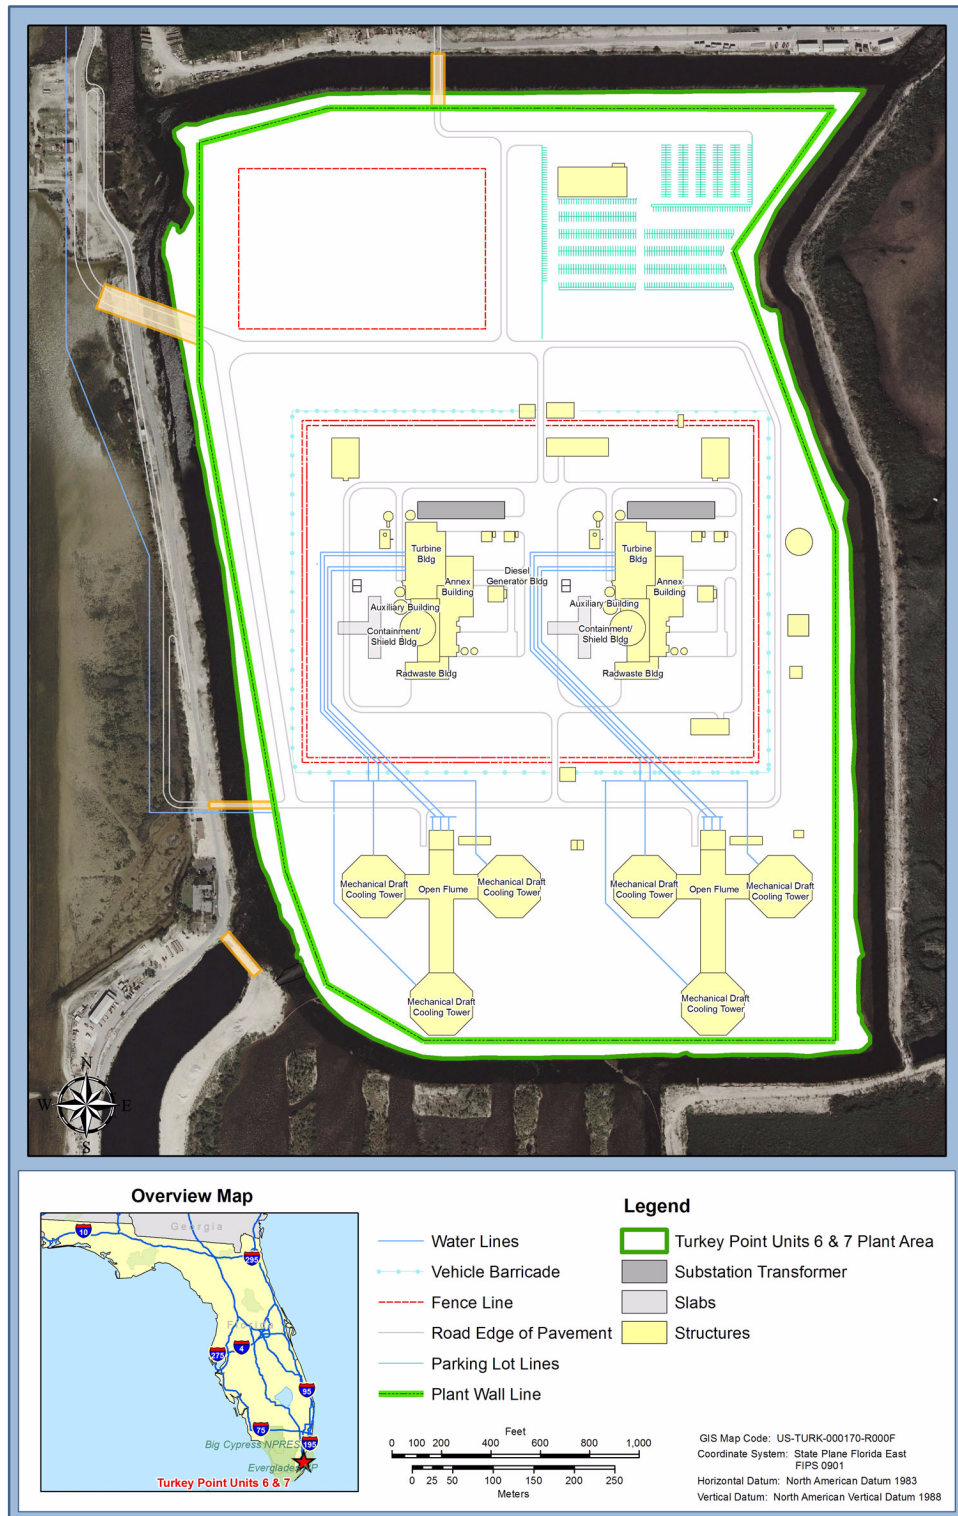 Turbine
Bldg
Annex
Building
Auxiliary Building
Containment/
Shield Bldg
Radwaste Bldg
Diesel
Generator Bldg
Turbine
Bldg
Annex
Building
Auxiliary Building
Containment/
Shield Bldg
Radwaste Bldg
Mechanical Draft
Cooling Tower
Open Flume
Mechanical Draft
Cooling Tower
Mechanical Draft
Cooling Tower
Mechanical Draft
Cooling Tower
Open Flume
Mechanical Draft
Cooling Tower
Mechanical Draft
Cooling Tower
N
W E
S
Overview Map
Georgia
10
295
Florida
4
275
95
75
195
Big Cypress NPRES
Everglades NP
Turkey Point Units 6 & 7
Legend
Water Lines
Vehicle Barricade
Fence Line
Road Edge of Pavement
Parking Lot Lines
Plant Wall Line
Turkey Point Units 6 & 7 Plant Area
Substation Transformer
Slabs
Structures
Feet
0 100 200 400 600 800 1,000
0 25 50 100 150 200 250
Meters
GIS Map Code: US-TURK-000170-R000F
Coordinate System: State Plane Florida East
FIPS 0901
Horizontal Datum: North American Datum 1983
Vertical Datum: North American Vertical Datum 1988